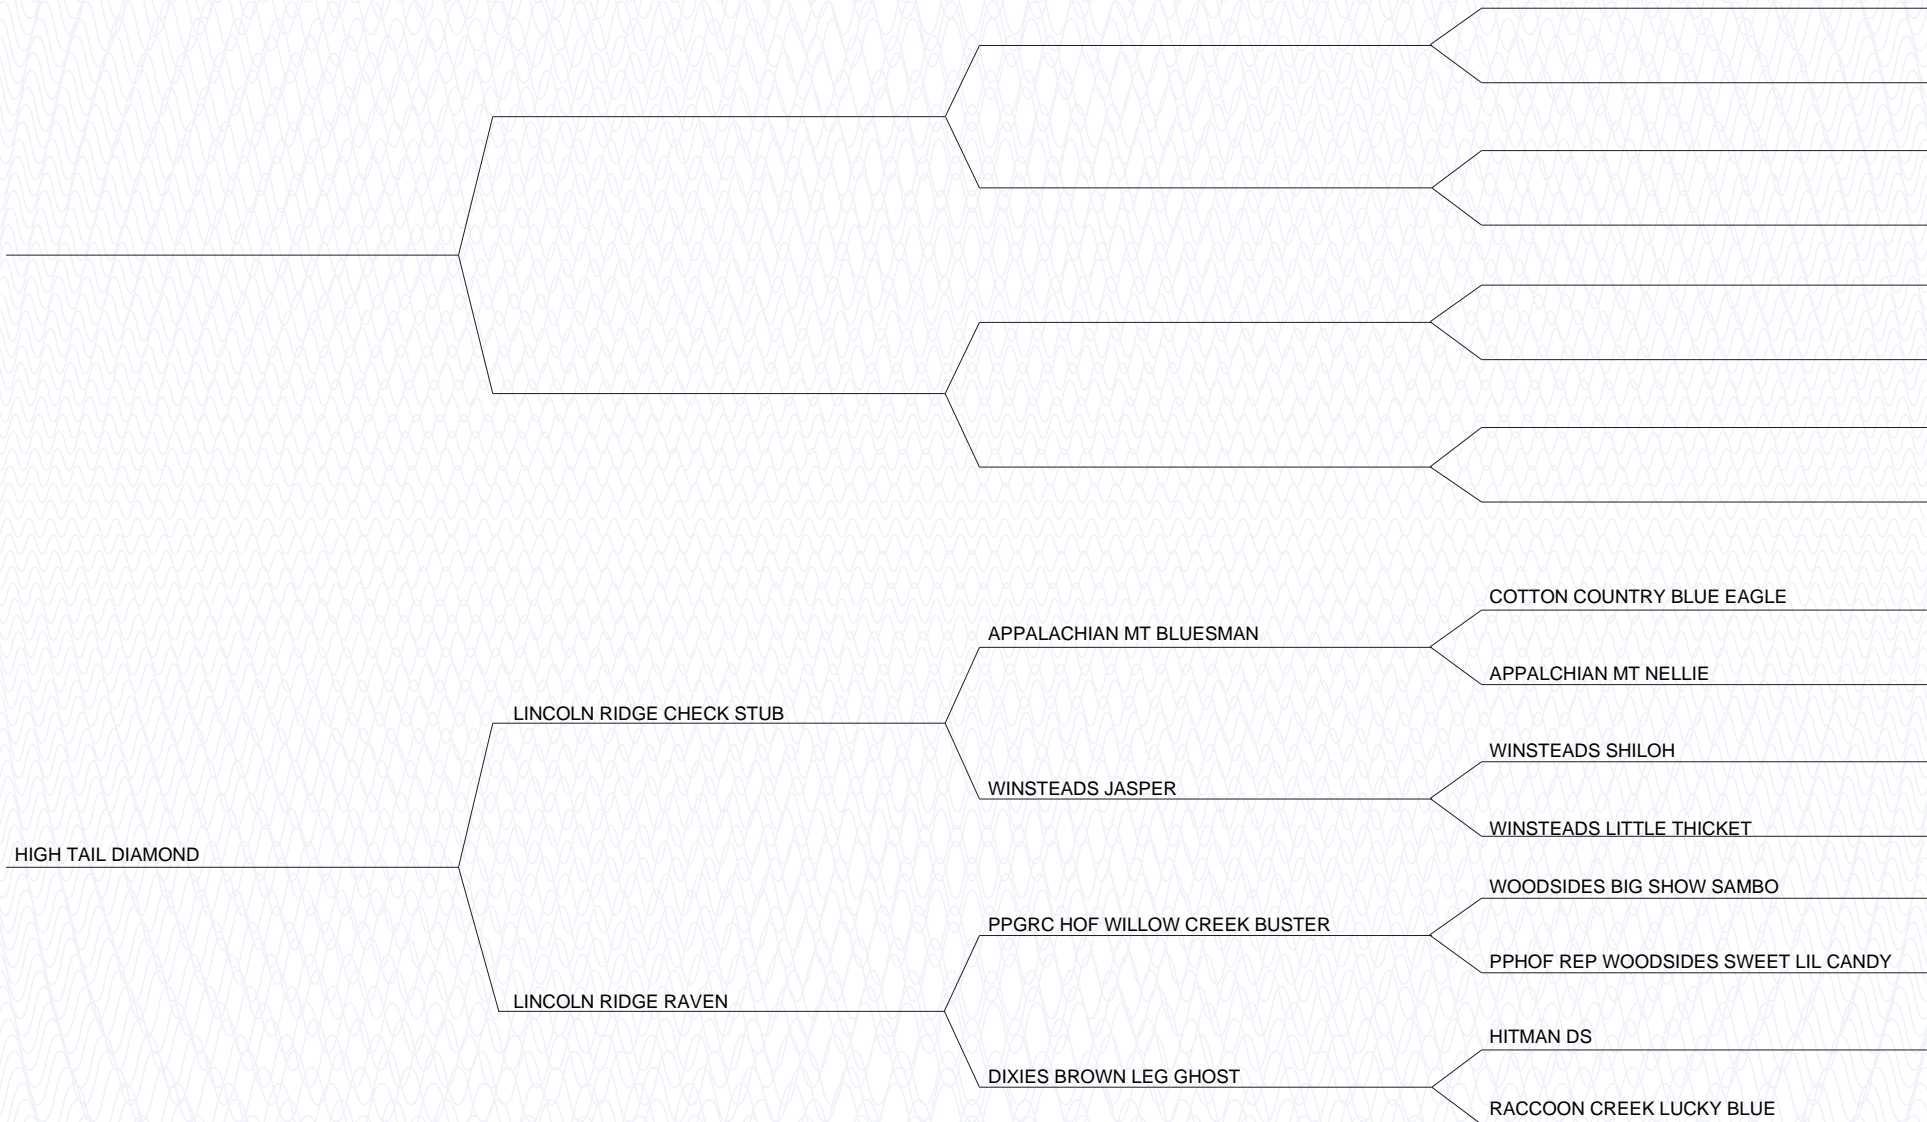 COTTON COUNTRY BLUE EAGLE
APPALACHIAN MT BLUESMAN
APPALCHIAN MT NELLIE
LINCOLN RIDGE CHECK STUB
WINSTEADS SHILOH
WINSTEADS JASPER
WINSTEADS LITTLE THICKET
HIGH TAIL DIAMOND
WOODSIDES BIG SHOW SAMBO
PPGRC HOF WILLOW CREEK BUSTER
PPHOF REP WOODSIDES SWEET LIL CANDY
LINCOLN RIDGE RAVEN
HITMAN DS
DIXIES BROWN LEG GHOST
RACCOON CREEK LUCKY BLUE